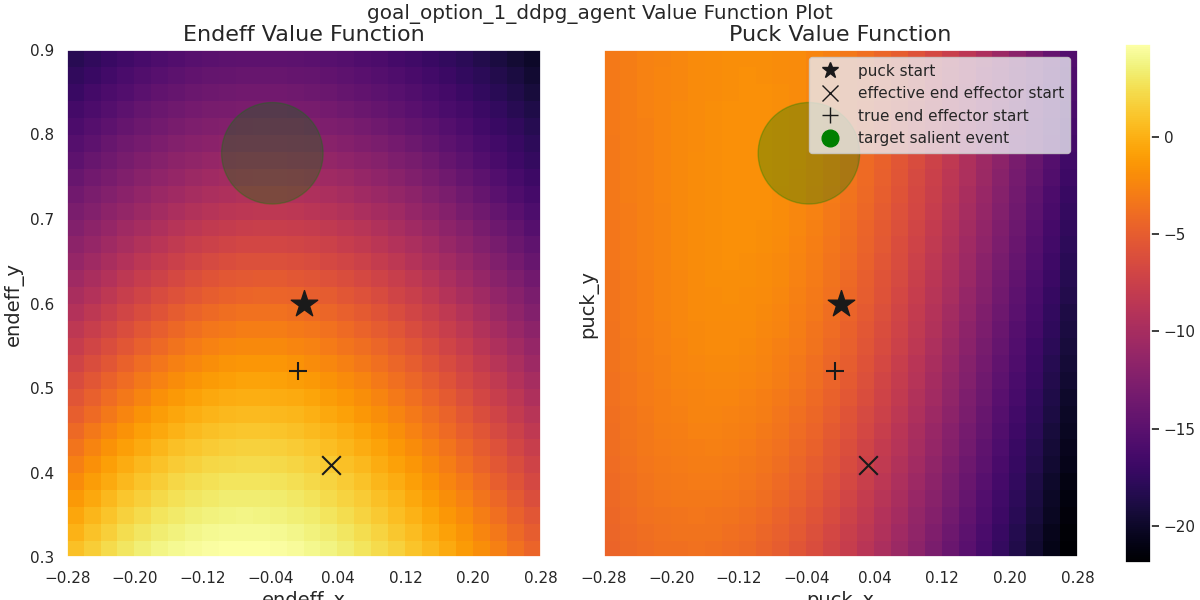 goal_option_1_ddpg_agent Value Function Plot
Endeff Value Function
Puck Value Function
0.9
0.8
0.7
0.6
0.5
0.4
0.3
endeff_y
−0.28 −0.20 −0.12 −0.04 0.04 0.12 0.20 0.28
endeff_x
puck_y
puck start
effective end effector start
true end effector start
target salient event
−0.28 −0.20 −0.12 −0.04 0.04 0.12 0.20 0.28
puck_x
0
−5
−10
−15
−20